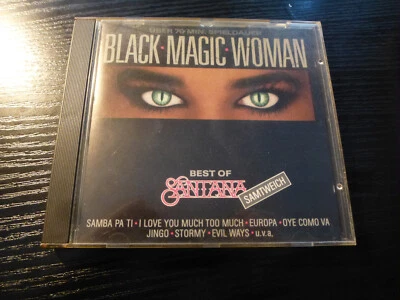 ÜBER 70 MIN. SPIELDAUER
BLACK·MAGIC·WOMAN
BEST OF
SANTANA
SAMTWEICH
SAMBA PA TI · I LOVE YOU MUCH TOO MUCH · EUROPA · OYE COMO VA
JINGO · STORMY · EVIL WAYS · u.v.a.